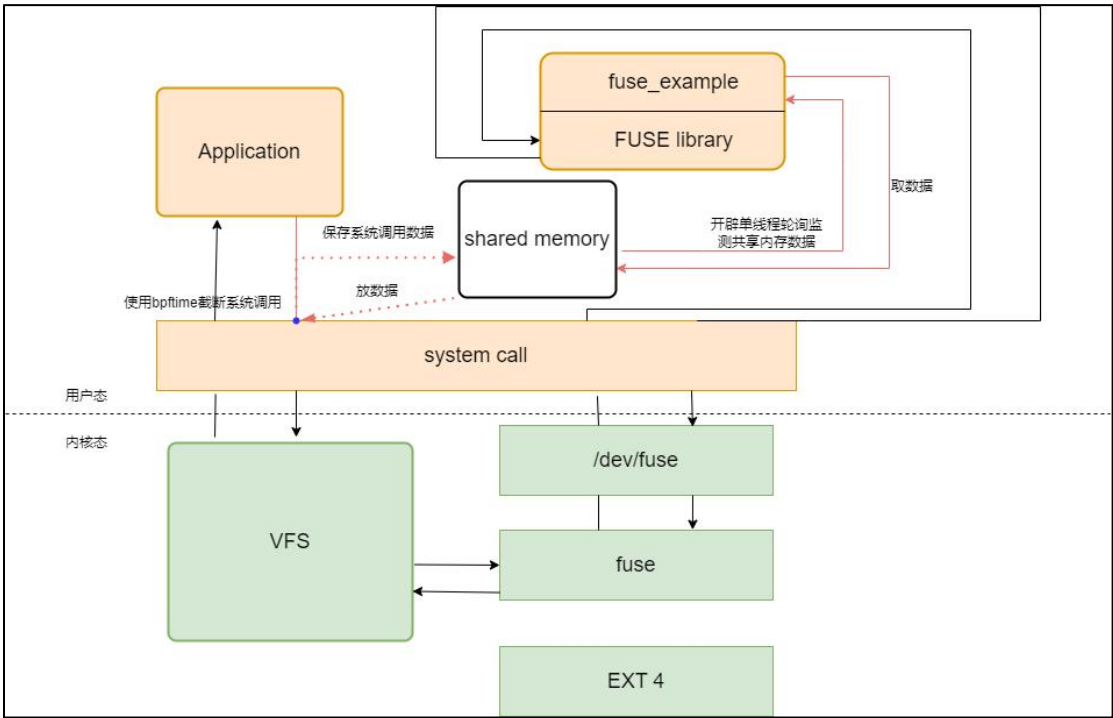 fuse_example
Application
FUSE library
取数据
保存系统调用数据
shared memory
开辟单线程轮询监
测共享内存数据
放数据
使用bpftime截断系统调用
system call
用户态
内核态
/dev/fuse
VFS
fuse
EXT 4